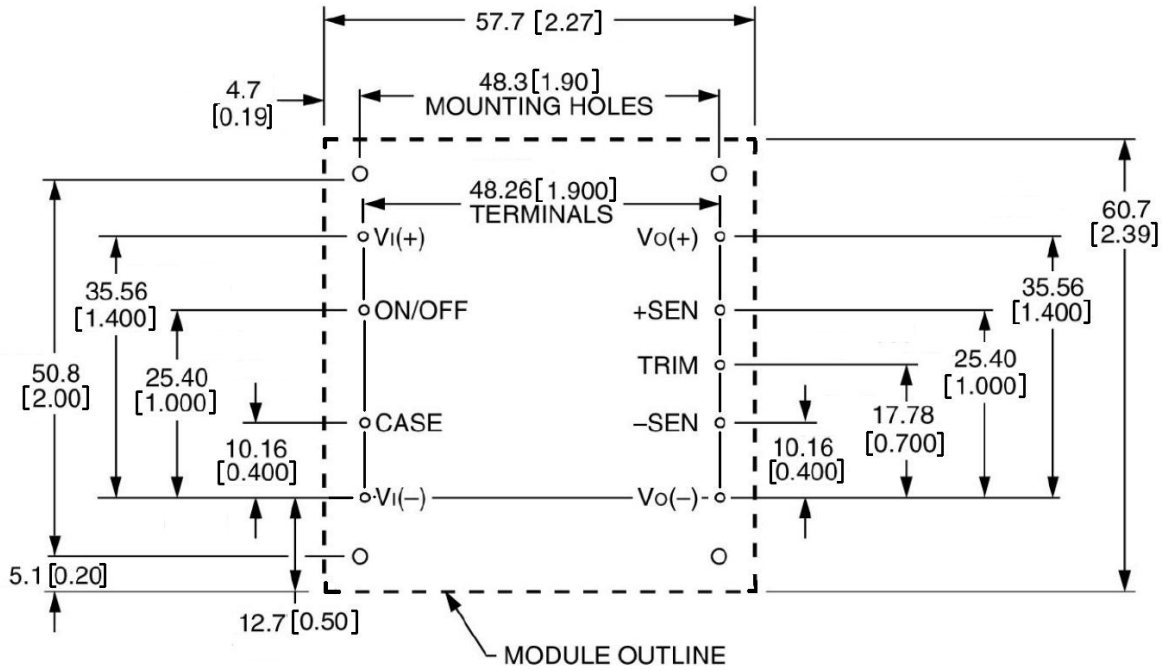 57.7 [2.27]
48.3 [1.90]
MOUNTING HOLES
4.7
[0.19]
48.26 [1.900]
TERMINALS
60.7
[2.39]
VI(+)
VO(+)
35.56
[1.400]
35.56
[1.400]
ON/OFF
+SEN
50.8
[2.00]
25.40
[1.000]
TRIM
25.40
[1.000]
CASE
–SEN
17.78
[0.700]
10.16
[0.400]
10.16
[0.400]
VI(–)
VO(–)
5.1 [0.20]
12.7 [0.50]
MODULE OUTLINE